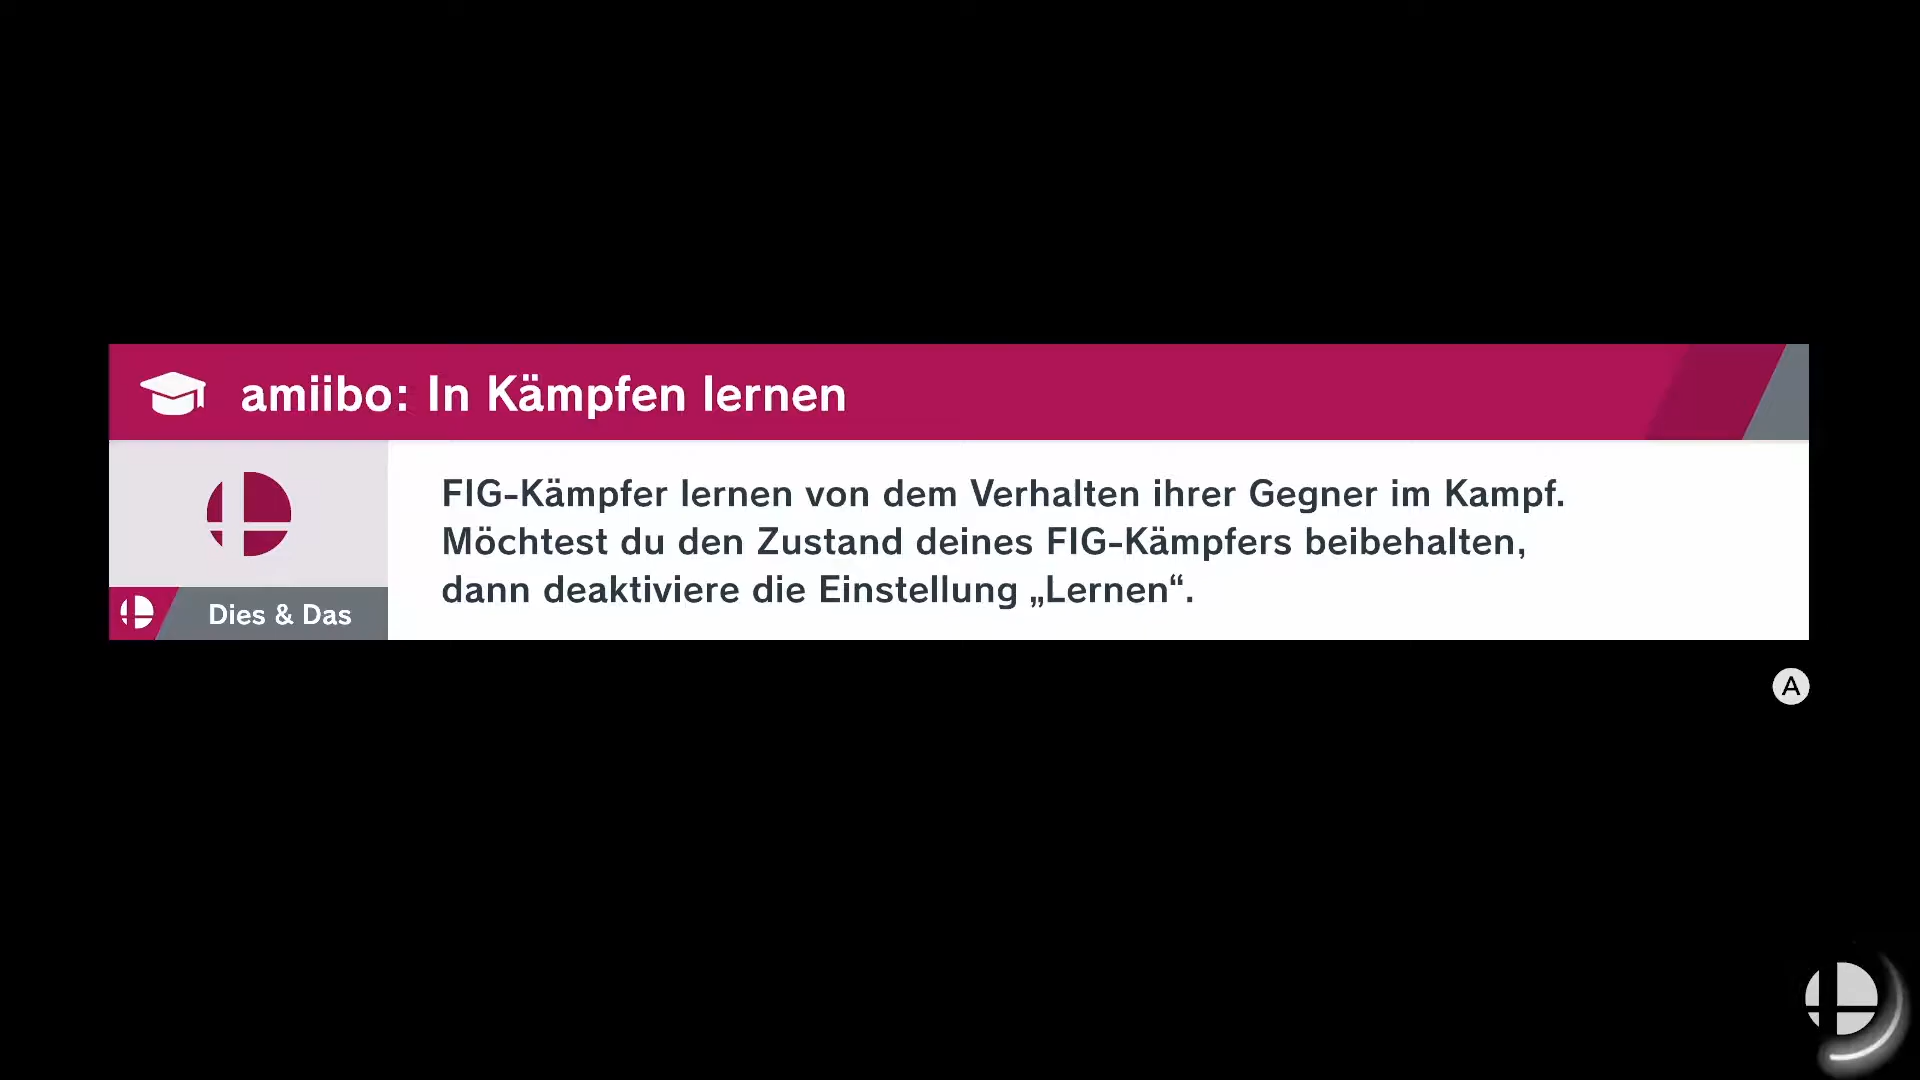 amiibo: In Kämpfen lernen
FIG-Kämpfer lernen von dem Verhalten ihrer Gegner im Kampf.
Möchtest du den Zustand deines FIG-Kämpfers beibehalten,
dann deaktiviere die Einstellung „Lernen“.
Dies & Das
A